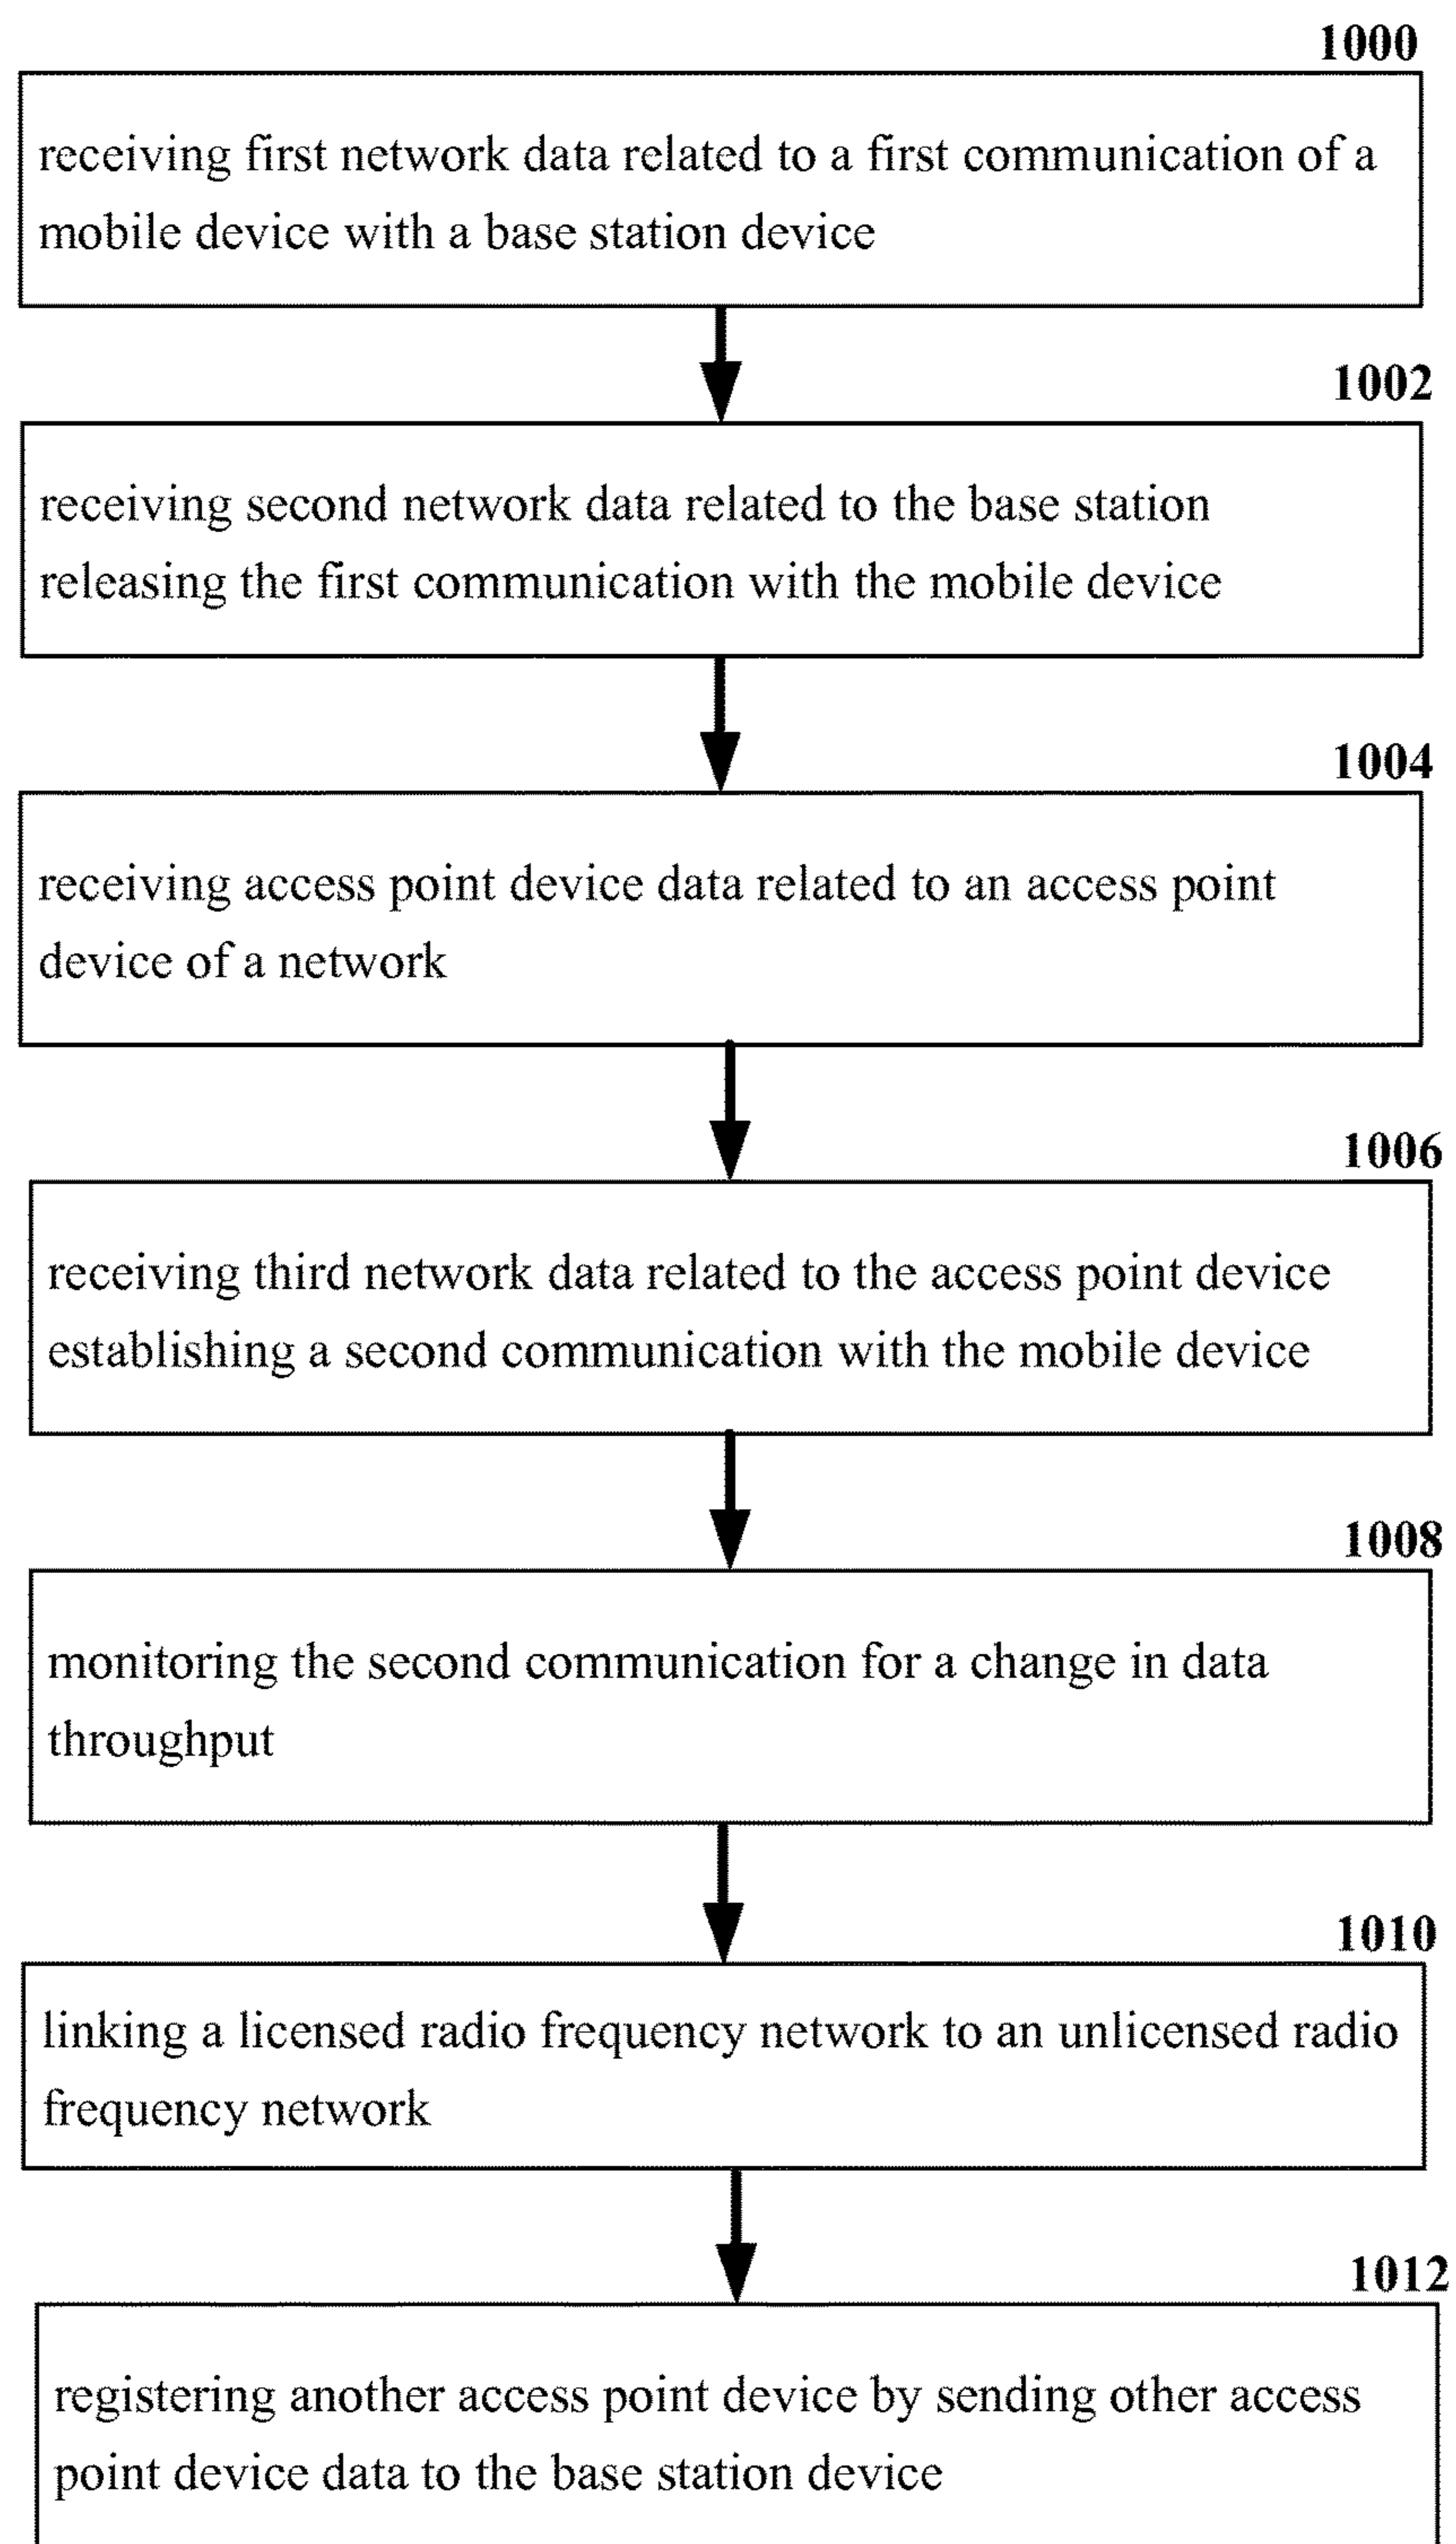 1000
receiving first network data related to a first communication of a
mobile device with a base station device
1002
receiving second network data related to the base station
releasing the first communication with the mobile device
1004
receiving access point device data related to an access point
device of a network
1006
receiving third network data related to the access point device
establishing a second communication with the mobile device
1008
monitoring the second communication for a change in data
throughput
1010
linking a licensed radio frequency network to an unlicensed radio
frequency network
1012
registering another access point device by sending other access
point device data to the base station device